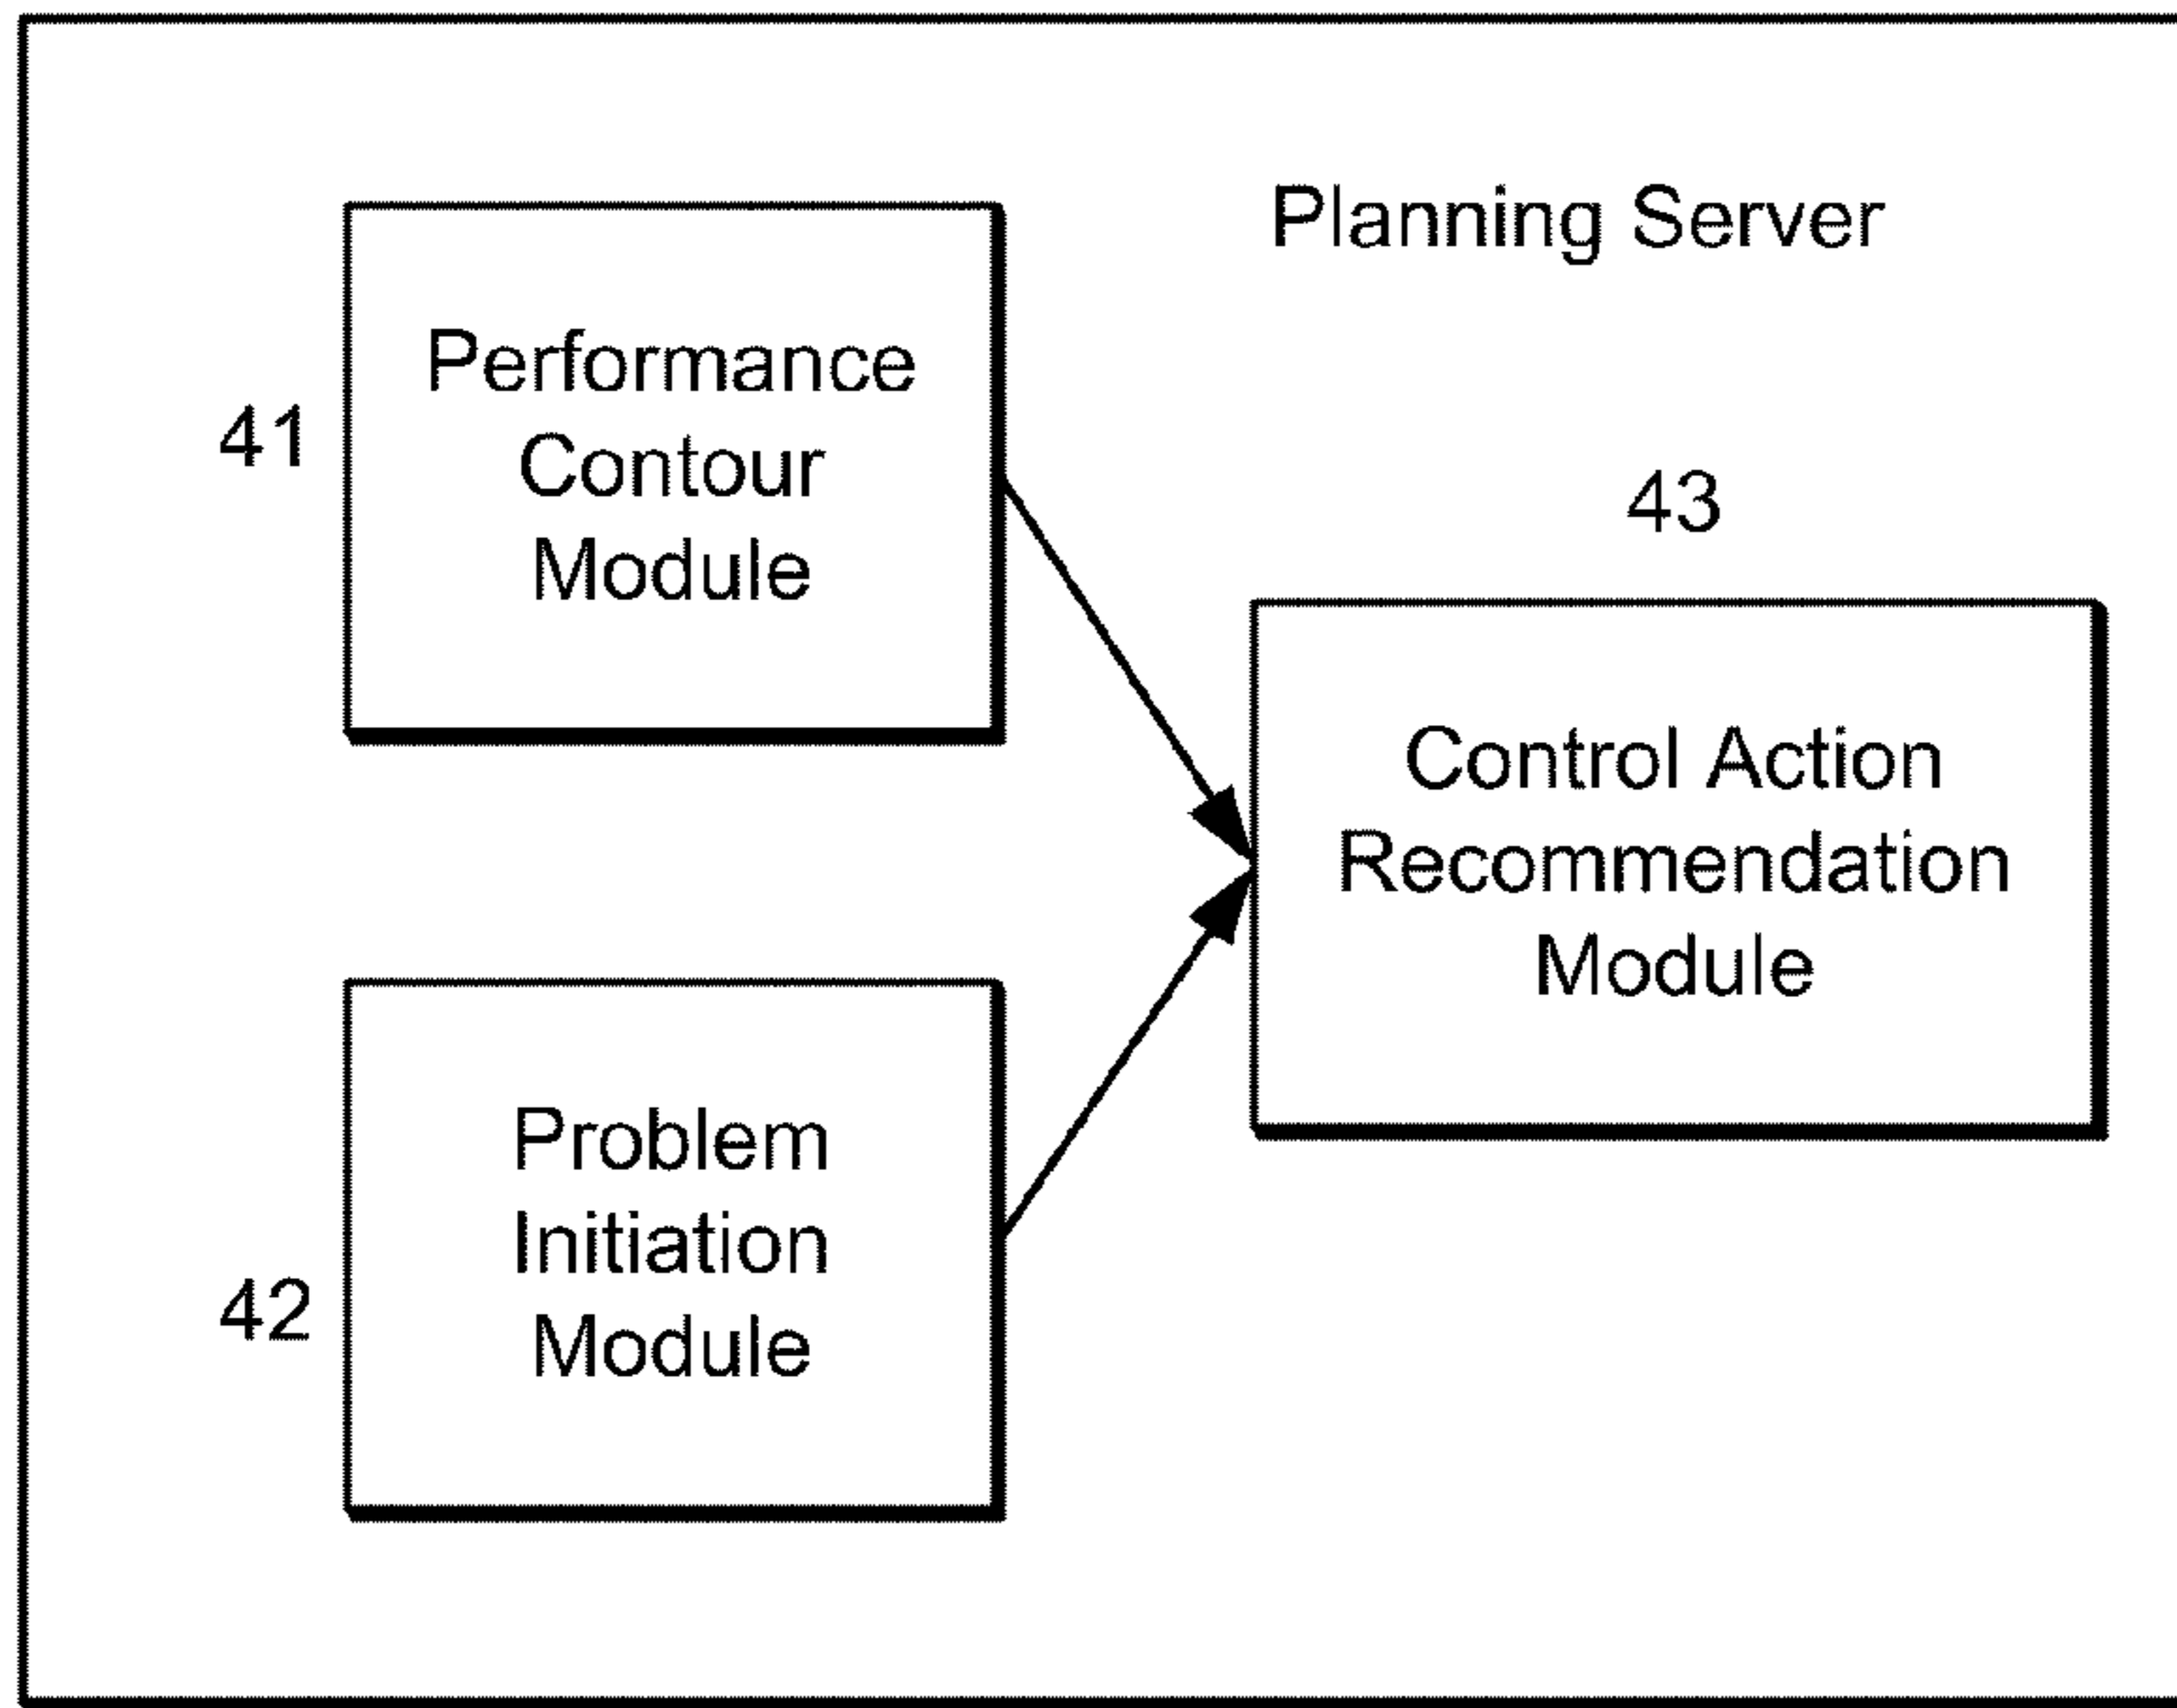 Planning Server
41
Performance
Contour
Module
43
Control Action
Recommendation
Module
42
Problem
Initiation
Module